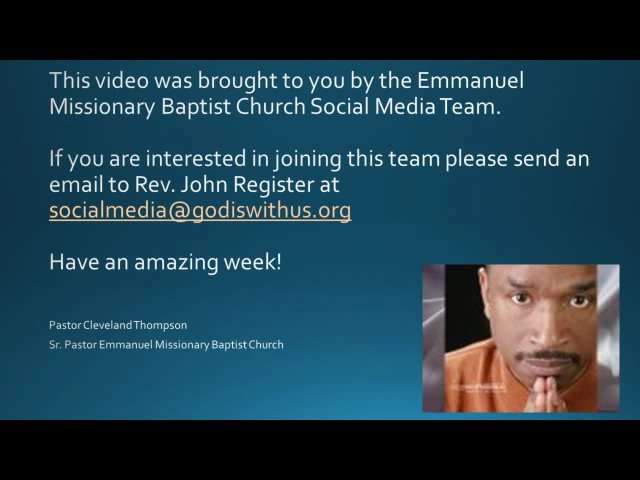 This video was brought to you by the Emmanuel
Missionary Baptist Church Social Media Team.
If you are interested in joining this team please send an
email to Rev. John Register at
socialmedia@godiswithus.org
Have an amazing week!
Pastor Cleveland Thompson
Sr. Pastor Emmanuel Missionary Baptist Church